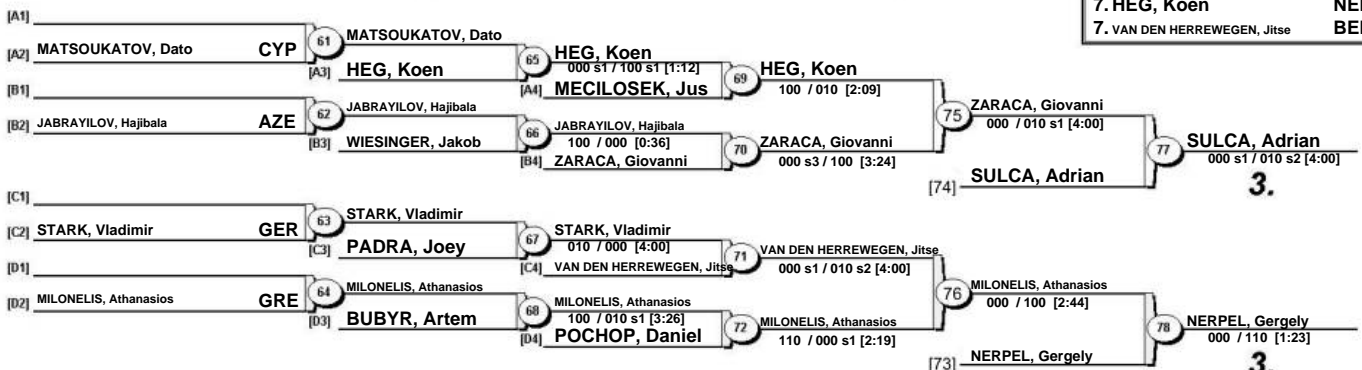 7. HEG, Koen NE
7. VAN DEN HERREWEGEN, Jitse BE
[A1]
[A2] MATSOUKATOV, Dato CYP
61
MATSOUKATOV, Dato
[A3] HEG, Koen
65
HEG, Koen
000 s1 / 100 s1 [1:12]
[A4] MECILOSEK, Jus
69
HEG, Koen
100 / 010 [2:09]
[B1]
[B2] JABRAYILOV, Hajibala AZE
62
JABRAYILOV, Hajibala
[B3] WIESINGER, Jakob
66
JABRAYILOV, Hajibala
100 / 000 [0:36]
[B4] ZARACA, Giovanni
70
ZARACA, Giovanni
000 s3 / 100 [3:24]
75
ZARACA, Giovanni
000 / 010 s1 [4:00]
[74] SULCA, Adrian
77
SULCA, Adrian
000 s1 / 010 s2 [4:00]
3.
[C1]
[C2] STARK, Vladimir GER
63
STARK, Vladimir
[C3] PADRA, Joey
67
STARK, Vladimir
010 / 000 [4:00]
[C4] VAN DEN HERREWEGEN, Jitse
71
VAN DEN HERREWEGEN, Jitse
000 s1 / 010 s2 [4:00]
[D1]
[D2] MILONELIS, Athanasios GRE
64
MILONELIS, Athanasios
[D3] BUBYR, Artem
68
MILONELIS, Athanasios
100 / 010 s1 [3:26]
[D4] POCHOP, Daniel
72
MILONELIS, Athanasios
110 / 000 s1 [2:19]
76
MILONELIS, Athanasios
000 / 100 [2:44]
[73] NERPEL, Gergely
78
NERPEL, Gergely
000 / 110 [1:23]
3.